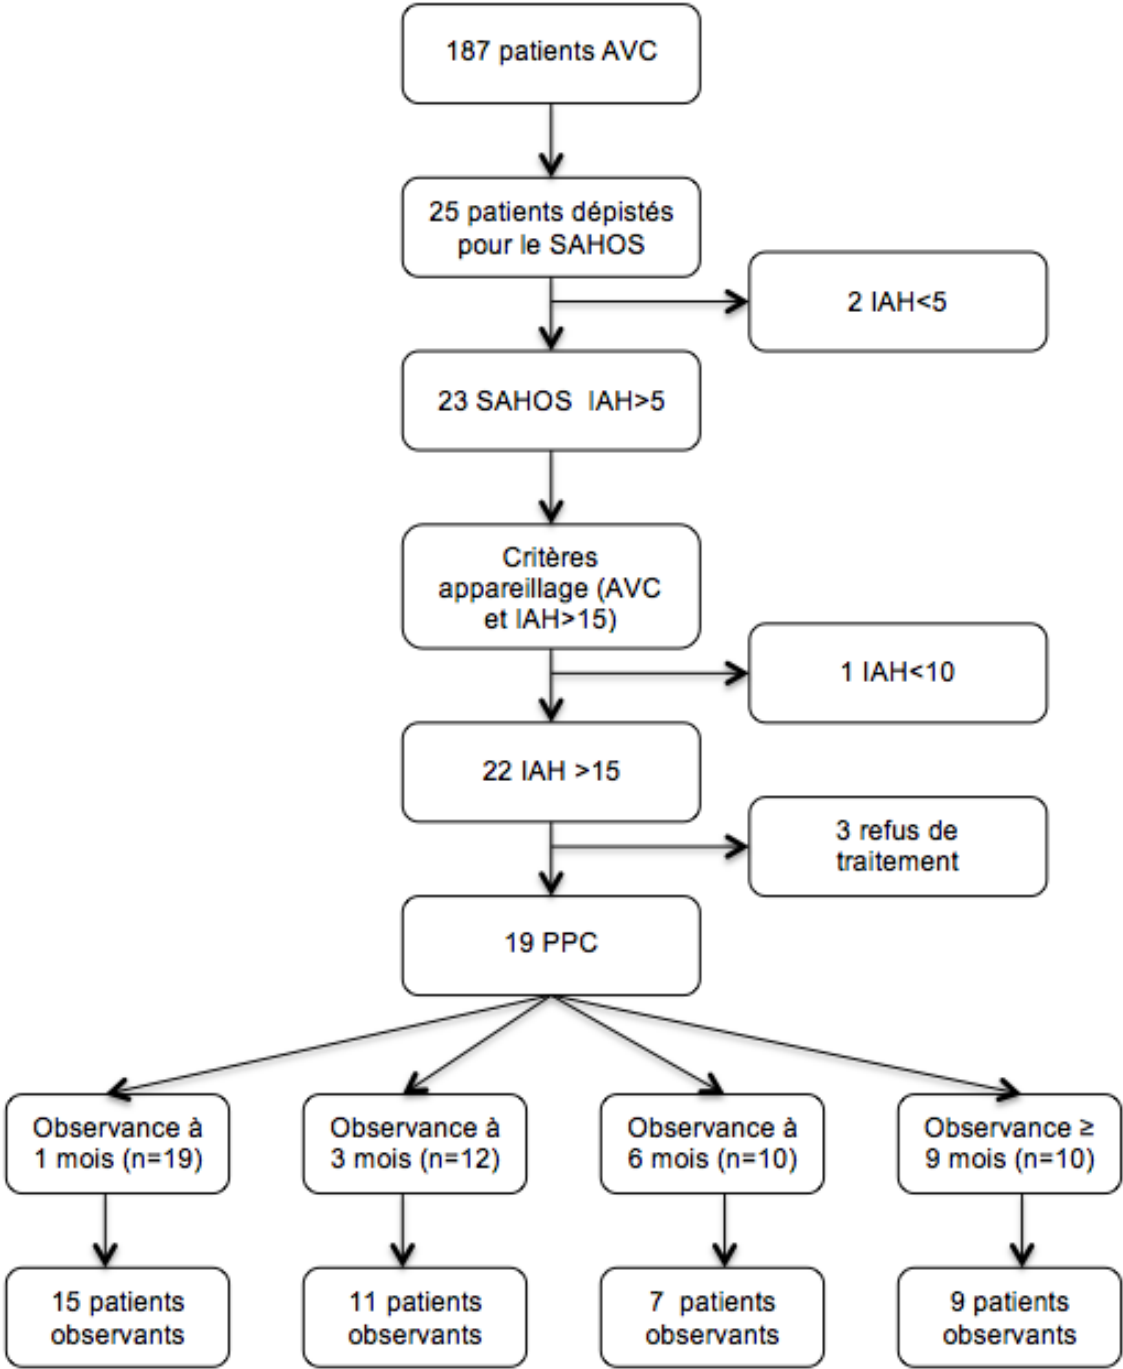 187 patients AVC
25 patients dépistés
pour le SAHOS
2 IAH<5
23 SAHOS  IAH>5
Critères
appareillage (AVC
et IAH>15)
1 IAH<10
22 IAH >15
3 refus de
traitement
19 PPC
Observance à
1 mois (n=19)
Observance à
3 mois (n=12)
Observance à
6 mois (n=10)
Observance ≥
9 mois (n=10)
15 patients
observants
11 patients
observants
7  patients
observants
9 patients
observants